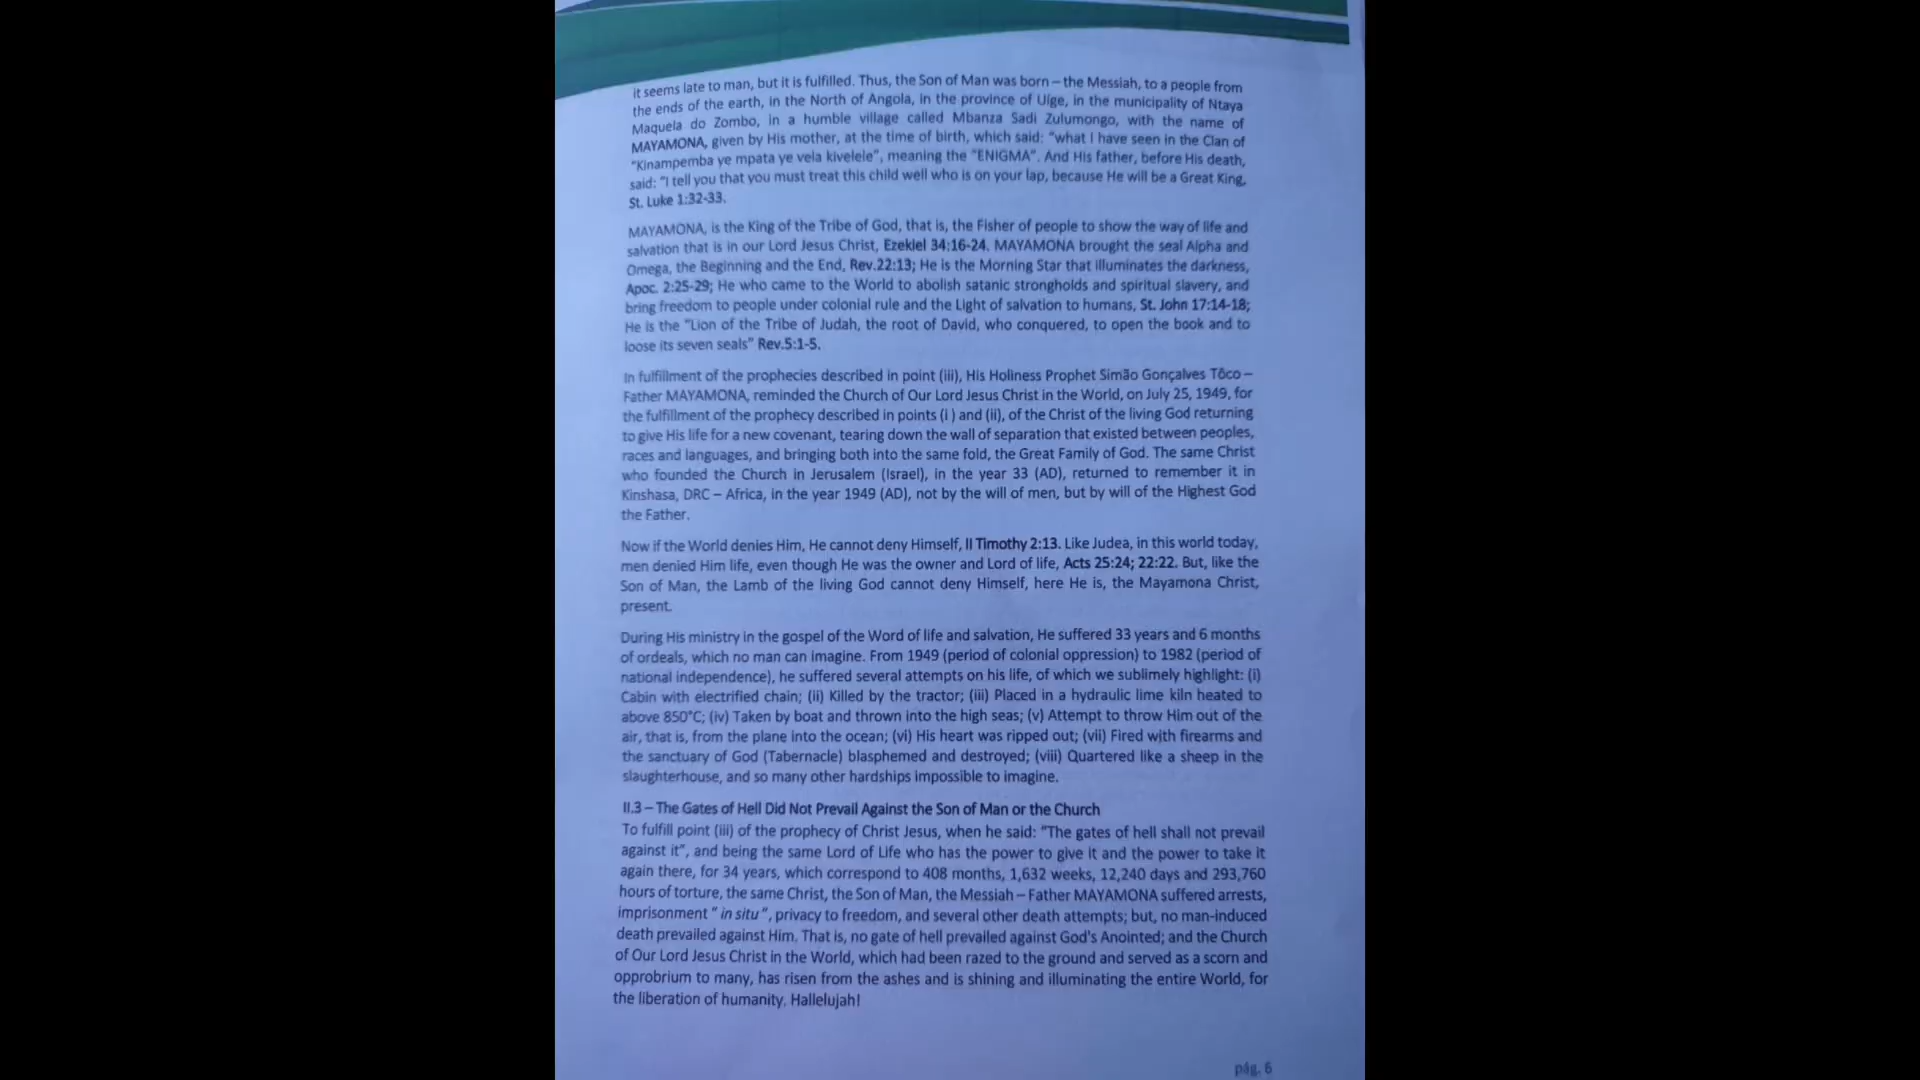 it seems late to man, but it is fulfilled. Thus, the Son of Man was born – the Messiah, to a people from
the ends of the earth, in the North of Angola, in the province of Uíge, in the municipality of Ntaya
Maquela do Zombo, in a humble village called Mbanza Sadi Zulumongo, with the name of
MAYAMONA, given by His mother, at the time of birth, which said: "what I have seen in the Clan of
"Kinampemba ye mpata ye vela kivelele", meaning the "ENIGMA". And His father, before His death,
said: "I tell you that you must treat this child well who is on your lap, because He will be a Great King.
St. Luke 1:32-33.
MAYAMONA, is the King of the Tribe of God, that is, the Fisher of people to show the way of life and
salvation that is in our Lord Jesus Christ, Ezekiel 34:16-24. MAYAMONA brought the seal Alpha and
Omega, the Beginning and the End, Rev.22:13; He is the Morning Star that illuminates the darkness,
Apoc. 2:25-29; He who came to the World to abolish satanic strongholds and spiritual slavery, and
bring freedom to people under colonial rule and the Light of salvation to humans, St. John 17:14-18;
He is the "Lion of the Tribe of Judah, the root of David, who conquered, to open the book and to
loose its seven seals" Rev.5:1-5.
In fulfillment of the prophecies described in point (iii), His Holiness Prophet Simão Gonçalves Tôco –
Father MAYAMONA, reminded the Church of Our Lord Jesus Christ in the World, on July 25, 1949, for
the fulfillment of the prophecy described in points (i ) and (ii), of the Christ of the living God returning
to give His life for a new covenant, tearing down the wall of separation that existed between peoples,
races and languages, and bringing both into the same fold, the Great Family of God. The same Christ
who founded the Church in Jerusalem (Israel), in the year 33 (AD), returned to remember it in
Kinshasa, DRC – Africa, in the year 1949 (AD), not by the will of men, but by will of the Highest God
the Father.
Now if the World denies Him, He cannot deny Himself, II Timothy 2:13. Like Judea, in this world today,
men denied Him life, even though He was the owner and Lord of life, Acts 25:24; 22:22. But, like the
Son of Man, the Lamb of the living God cannot deny Himself, here He is, the Mayamona Christ,
present.
During His ministry in the gospel of the Word of life and salvation, He suffered 33 years and 6 months
of ordeals, which no man can imagine. From 1949 (period of colonial oppression) to 1982 (period of
national independence), he suffered several attempts on his life, of which we sublimely highlight: (i)
Cabin with electrified chain; (ii) Killed by the tractor; (iii) Placed in a hydraulic lime kiln heated to
above 850°C; (iv) Taken by boat and thrown into the high seas; (v) Attempt to throw Him out of the
air, that is, from the plane into the ocean; (vi) His heart was ripped out; (vii) Fired with firearms and
the sanctuary of God (Tabernacle) blasphemed and destroyed; (viii) Quartered like a sheep in the
slaughterhouse, and so many other hardships impossible to imagine.
II.3 – The Gates of Hell Did Not Prevail Against the Son of Man or the Church
To fulfill point (iii) of the prophecy of Christ Jesus, when he said: "The gates of hell shall not prevail
against it", and being the same Lord of Life who has the power to give it and the power to take it
again there, for 34 years, which correspond to 408 months, 1,632 weeks, 12,240 days and 293,760
hours of torture, the same Christ, the Son of Man, the Messiah – Father MAYAMONA suffered arrests,
imprisonment " in situ ", privacy to freedom, and several other death attempts; but, no man-induced
death prevailed against Him. That is, no gate of hell prevailed against God's Anointed; and the Church
of Our Lord Jesus Christ in the World, which had been razed to the ground and served as a scorn and
opprobrium to many, has risen from the ashes and is shining and illuminating the entire World, for
the liberation of humanity. Hallelujah!
pág. 6